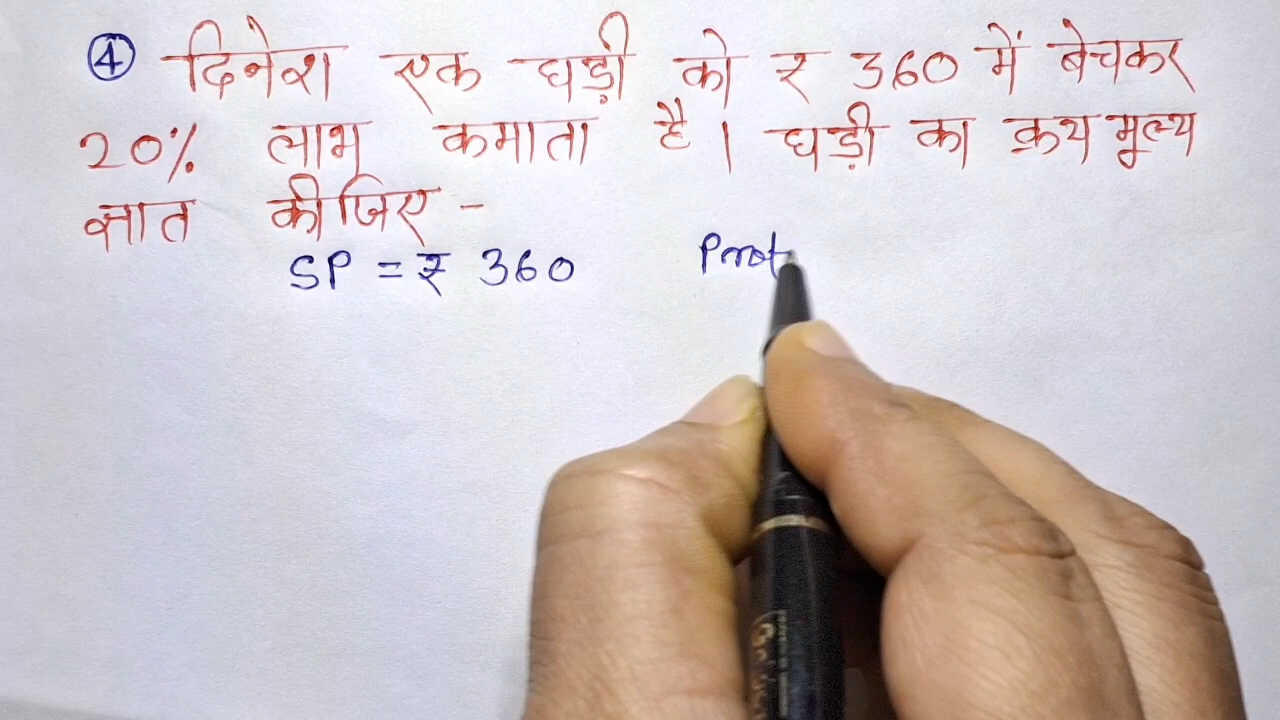 ④ दिनेश एक घड़ी को ₹ 360 में बेचकर
20% लाभ कमाता है। घड़ी का क्रय मूल्य
ज्ञात कीजिए -
SP = ₹ 360 Prof